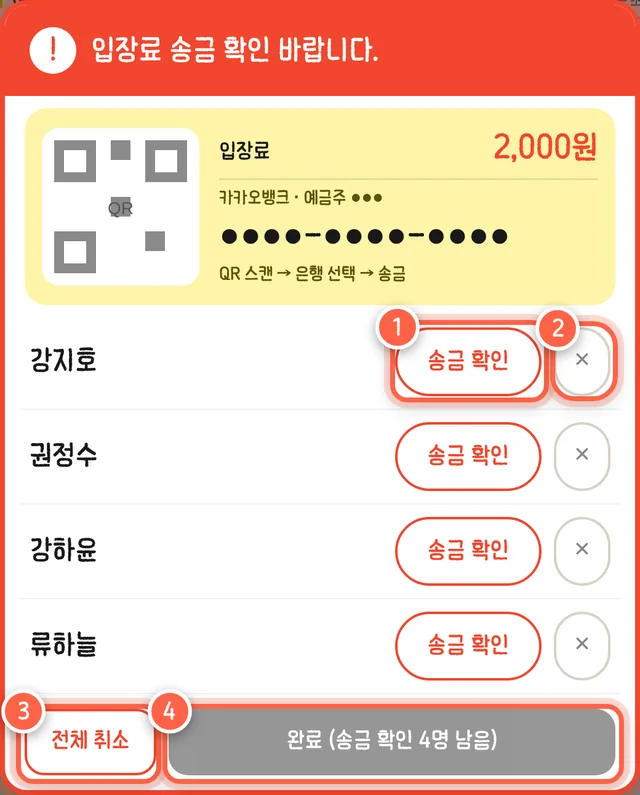 ! 입장료 송금 확인 바랍니다.
입장료 2,000원
카카오뱅크 · 예금주 ●●●
●●●●-●●●●-●●●●
QR
QR 스캔 → 은행 선택 → 송금
1 2
강지호 송금 확인 ×
권정수 송금 확인 ×
강하윤 송금 확인 ×
류하늘 송금 확인 ×
3 4
전체 취소 완료 (송금 확인 4명 남음)